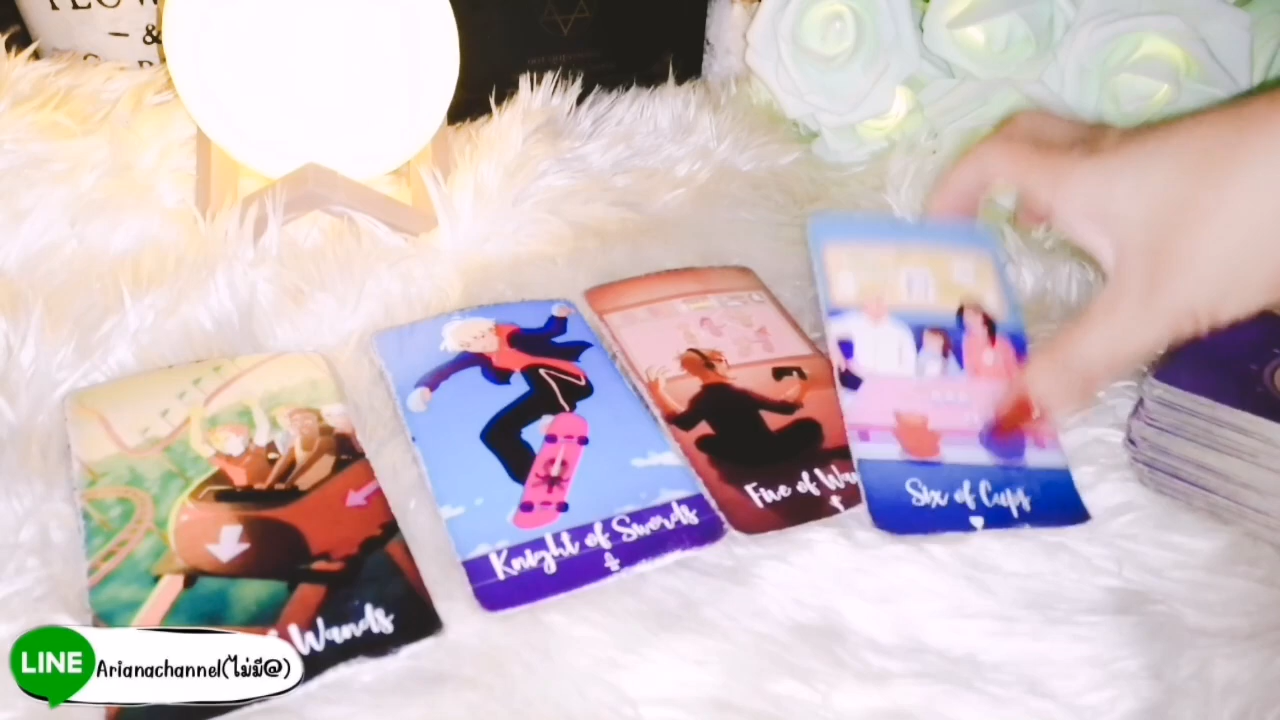 &
Knight of Swords
Five of Wa
Six of Cups
Wands
LINE Arianachannel(ไม่มี@)